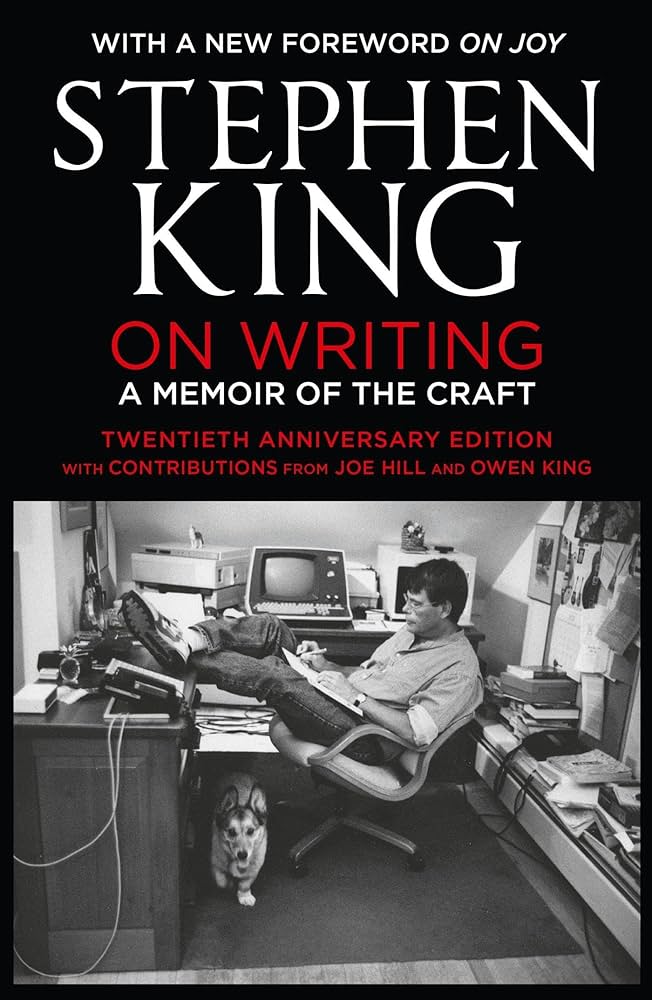 WITH A NEW FOREWORD ON JOY
STEPHEN
KING
ON WRITING
A MEMOIR OF THE CRAFT
TWENTIETH ANNIVERSARY EDITION
WITH CONTRIBUTIONS FROM JOE HILL AND OWEN KING